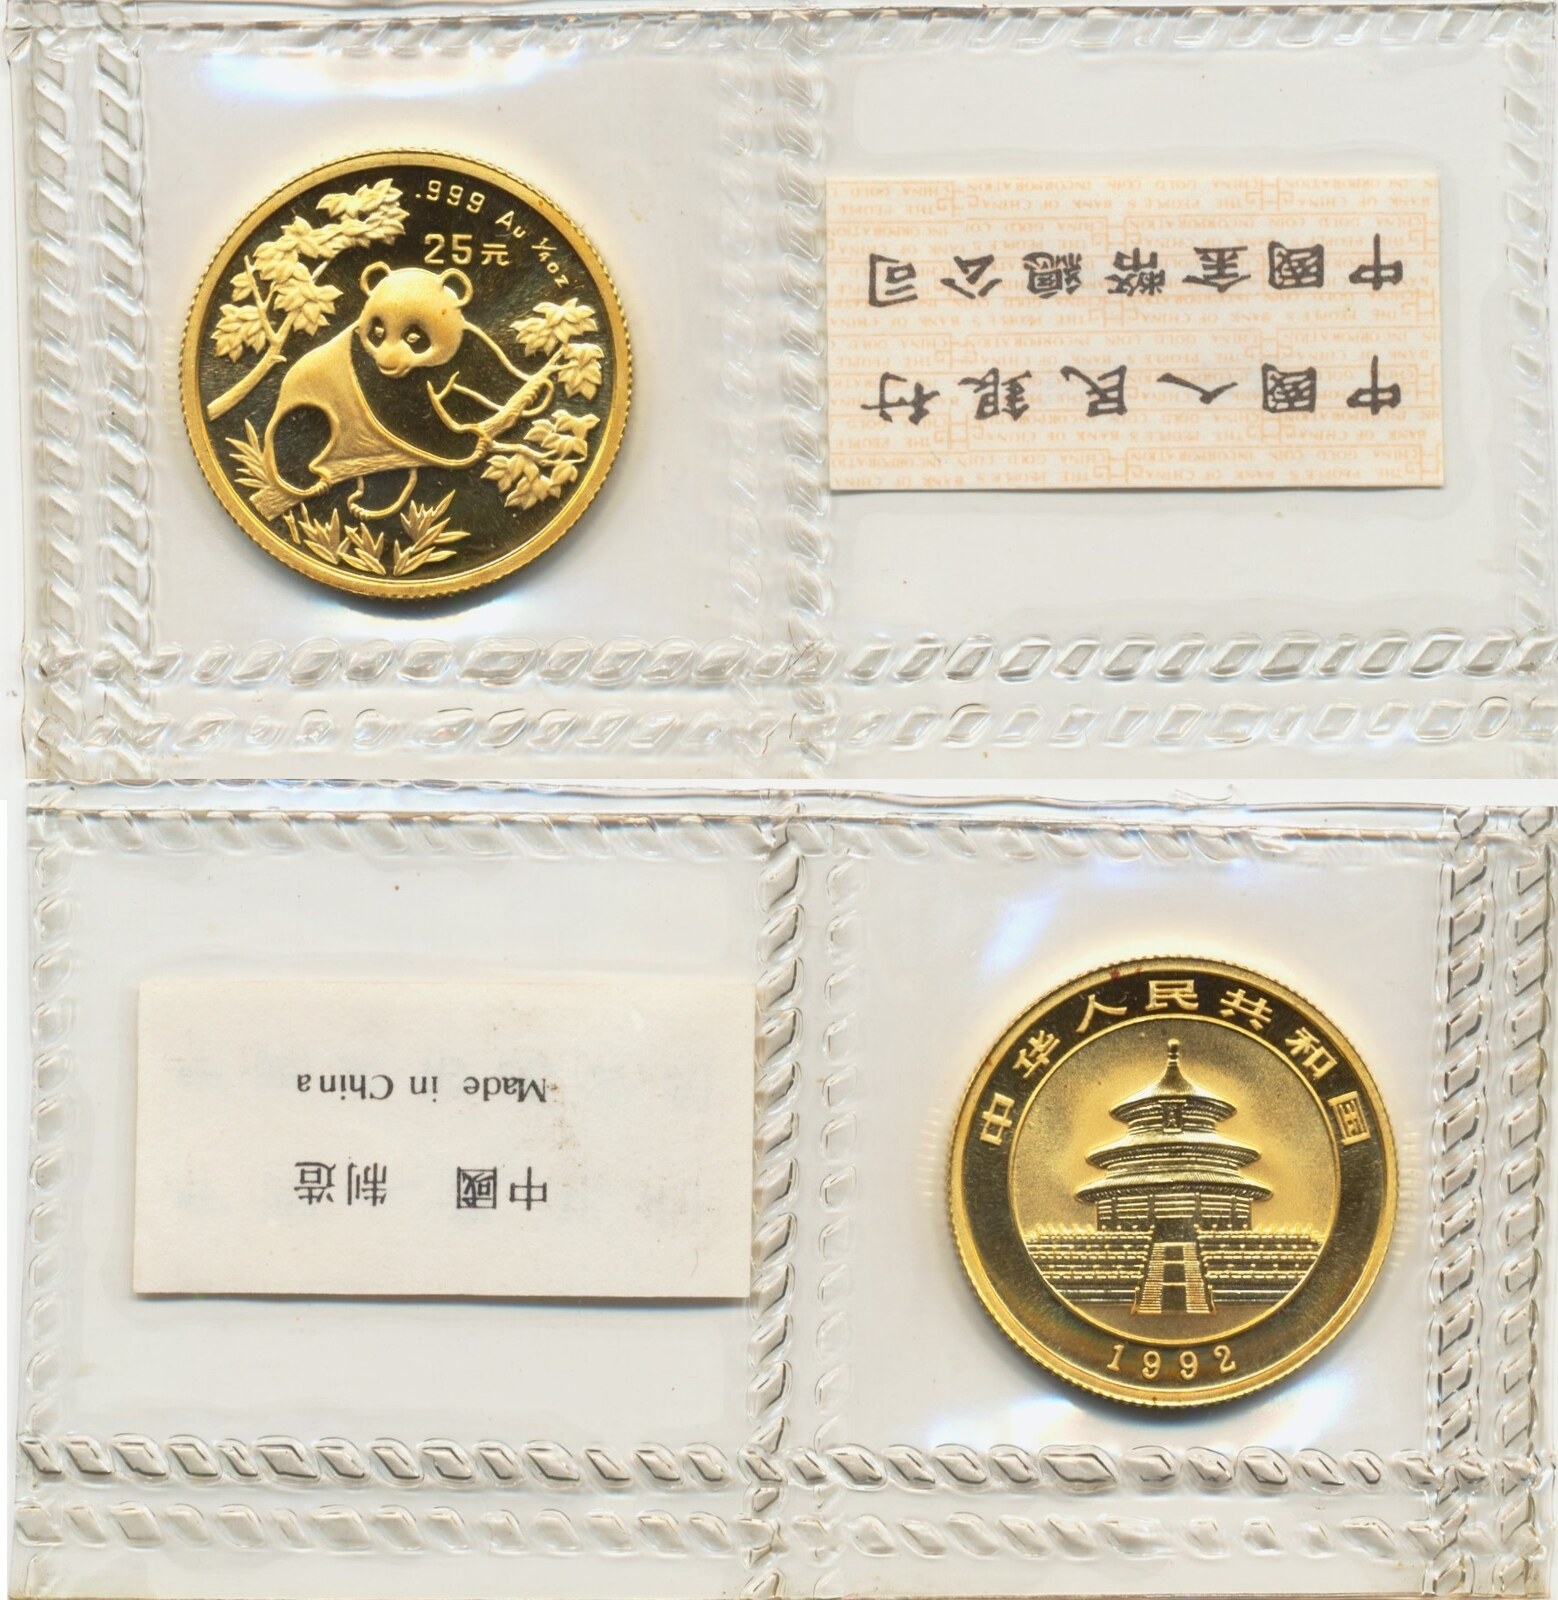 .999 Au 1/4oz
25元
中國金幣總公司
中國人民銀行
中华人民共和国
1992
Made in China
中國 制造